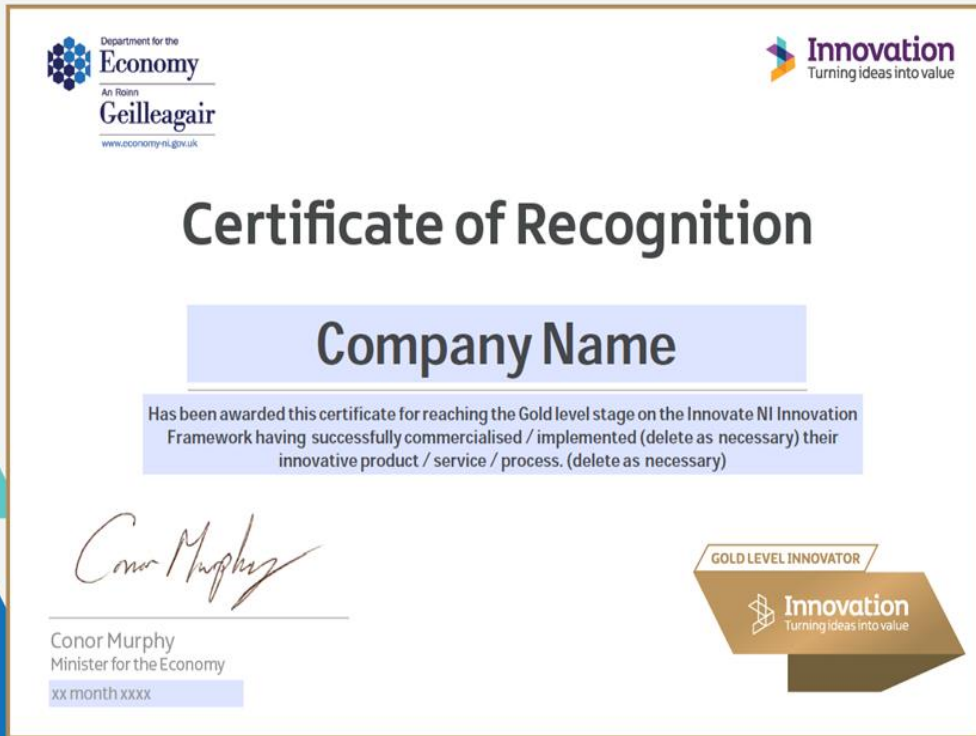 Department for the
Economy
An Roinn
Geilleagair
www.economy-ni.gov.uk
Innovation
Turning ideas into value
Certificate of Recognition
Company Name
Has been awarded this certificate for reaching the Gold level stage on the Innovate NI Innovation
Framework having successfully commercialised / implemented (delete as necessary) their
innovative product / service / process. (delete as necessary)
Conor Murphy
Conor Murphy
Minister for the Economy
xx month xxxx
GOLD LEVEL INNOVATOR
Innovation
Turning ideas into value